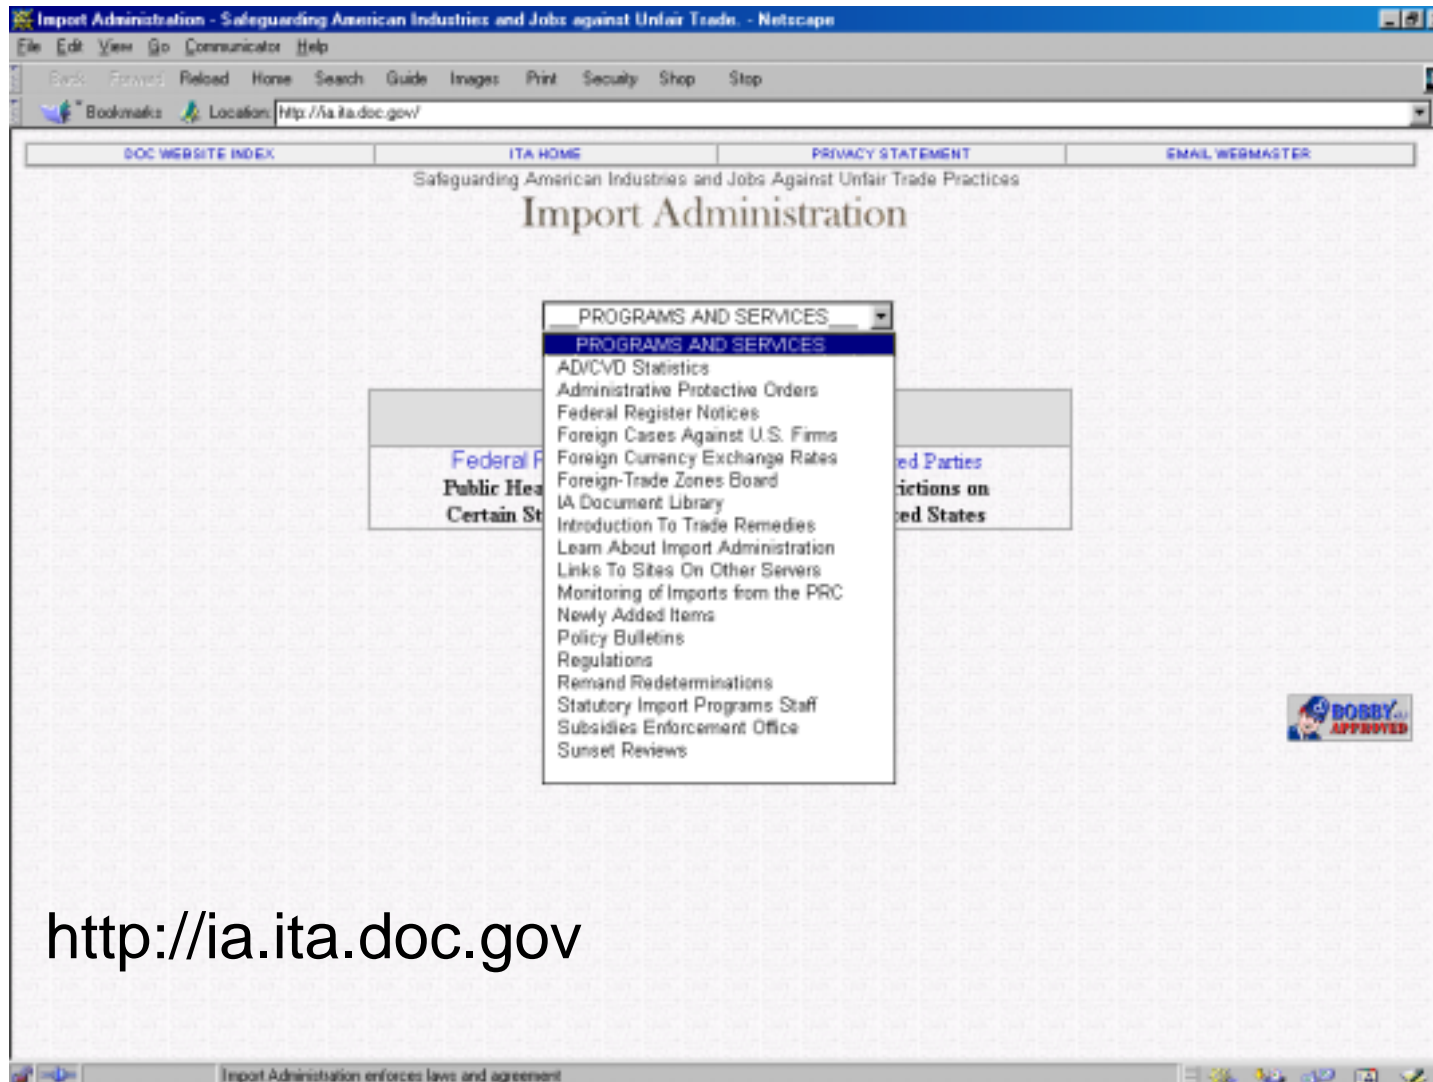 Import Administration - Safeguarding American Industries and Jobs against Unfair Trade. - Netscape
File Edit View Go Communicator Help
Back Forward Reload Home Search Guide Images Print Security Shop Stop
Bookmarks Location: http://ia.ita.doc.gov/
DOC WEBSITE INDEX ITA HOME PRIVACY STATEMENT EMAIL WEBMASTER
Safeguarding American Industries and Jobs Against Unfair Trade Practices
Import Administration
___PROGRAMS AND SERVICES___
PROGRAMS AND SERVICES
AD/CVD Statistics
Administrative Protective Orders
Federal Register Notices
Foreign Cases Against U.S. Firms
Foreign Currency Exchange Rates
Foreign-Trade Zones Board
IA Document Library
Introduction To Trade Remedies
Learn About Import Administration
Links To Sites On Other Servers
Monitoring of Imports from the PRC
Newly Added Items
Policy Bulletins
Regulations
Remand Redeterminations
Statutory Import Programs Staff
Subsidies Enforcement Office
Sunset Reviews
Federal Parties
Public
Certain States
BOBBY
APPROVED
http://ia.ita.doc.gov
Import Administration enforces laws and agreement